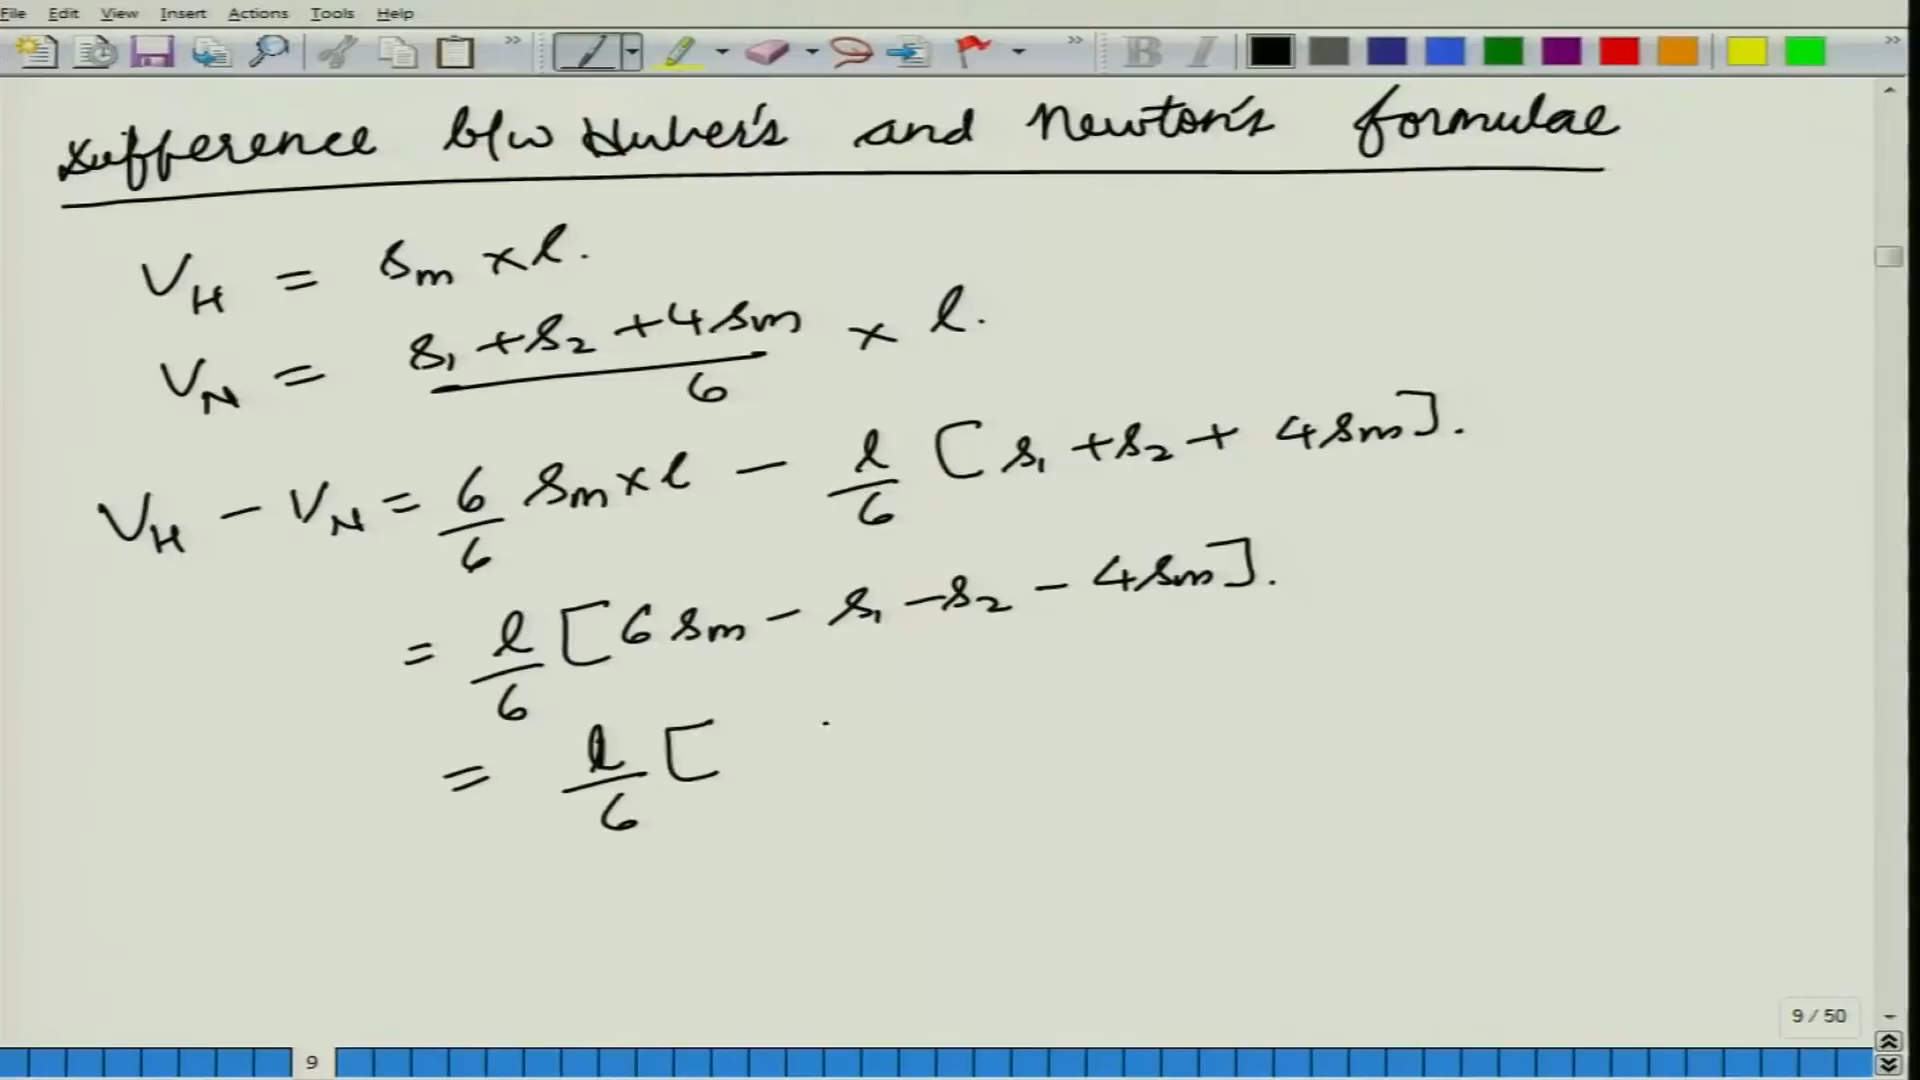 File Edit View Insert Actions Tools Help
B I
Difference b/w Huber's and Newton's formulae
V_H = s_m × l.
V_N = (s_1 + s_2 + 4s_m)/6 × l.
V_H - V_N = 6/6 s_m × l - l/6 [s_1 + s_2 + 4s_m].
= l/6 [6s_m - s_1 - s_2 - 4s_m].
= l/6 [
9 / 50
9